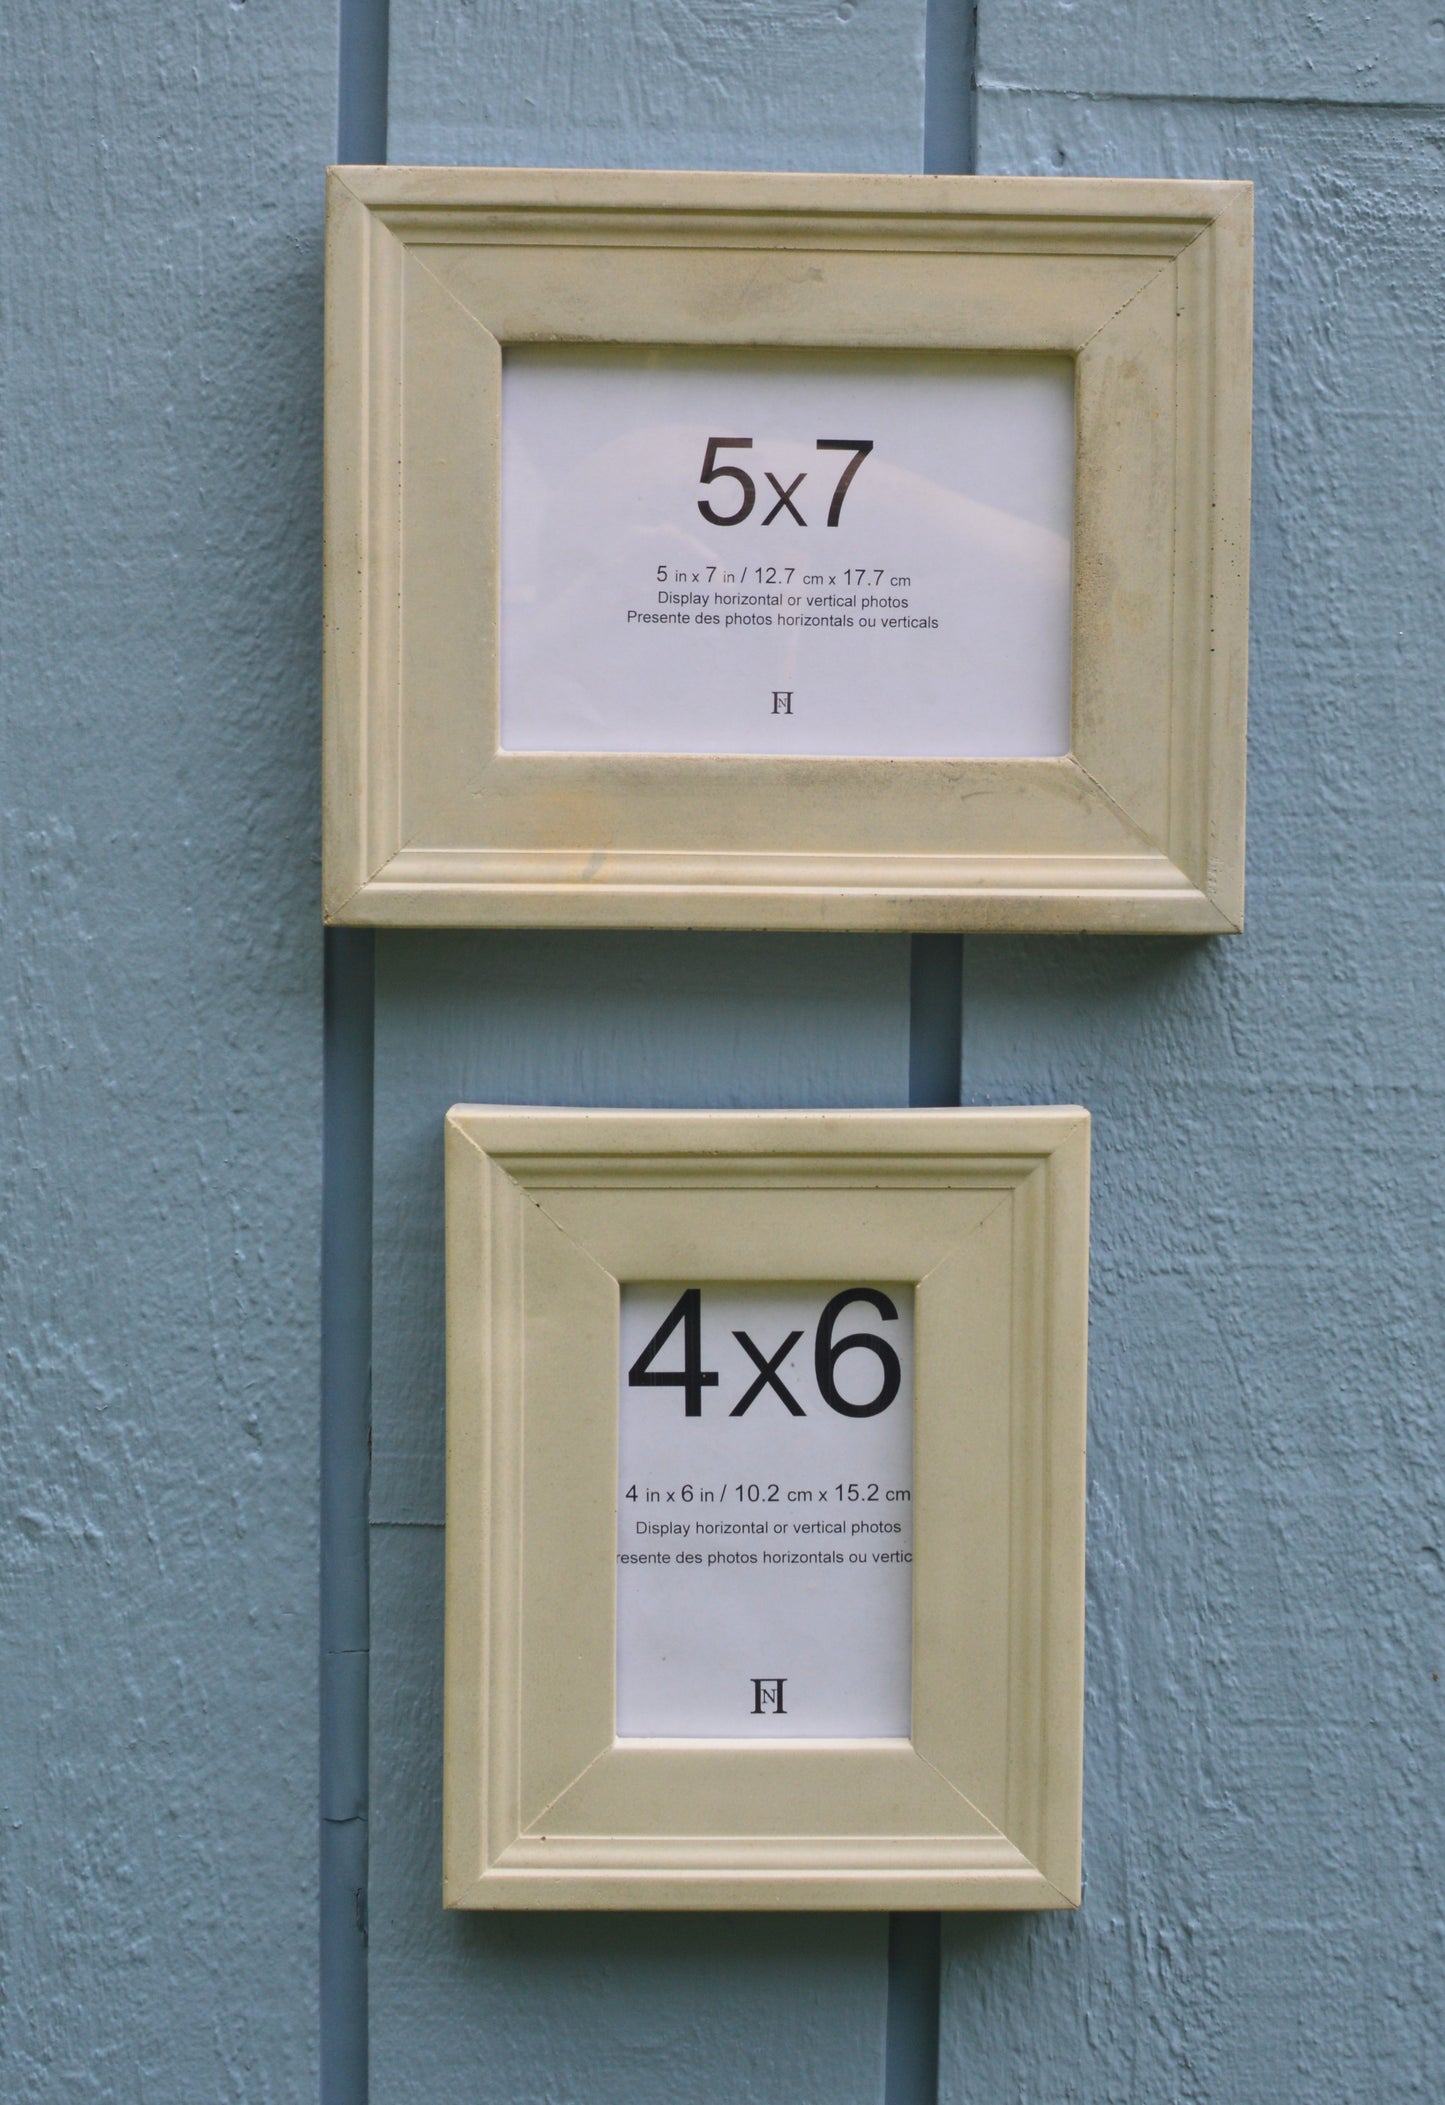 5x7
5 in x 7 in / 12.7 cm x 17.7 cm
Display horizontal or vertical photos
Presente des photos horizontals ou verticals
4x6
4 in x 6 in / 10.2 cm x 15.2 cm
Display horizontal or vertical photos
resente des photos horizontals ou vertic